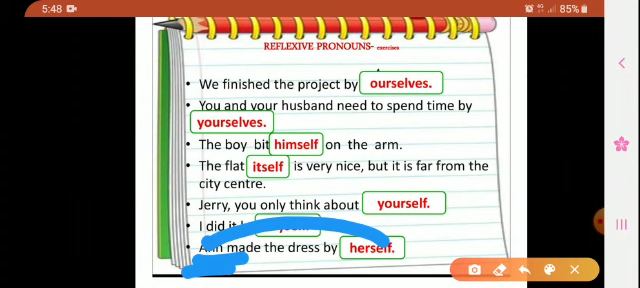 5:48
4G
85%
REFLEXIVE PRONOUNS- exercises
• We finished the project by ourselves.
• You and your husband need to spend time by
yourselves.
• The boy bit himself on the arm.
• The flat itself is very nice, but it is far from the
city centre.
• Jerry, you only think about yourself.
• I did it
• Ann made the dress by herself.